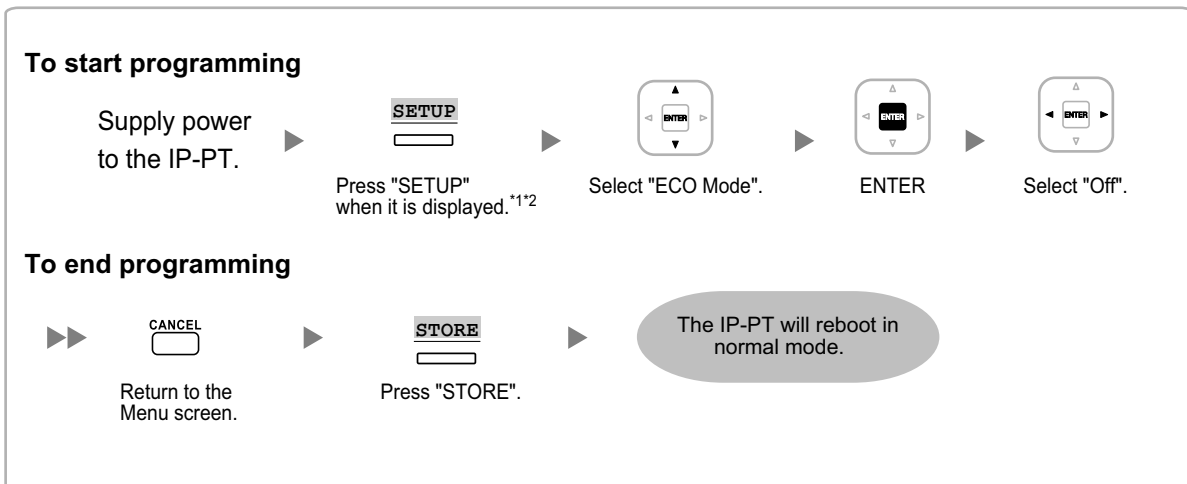 To start programming
Supply power
to the IP-PT.
SETUP
Press "SETUP"
when it is displayed.*1*2
ENTER
Select "ECO Mode".
ENTER
ENTER
ENTER
Select "Off".
To end programming
CANCEL
Return to the
Menu screen.
STORE
Press "STORE".
The IP-PT will reboot in
normal mode.